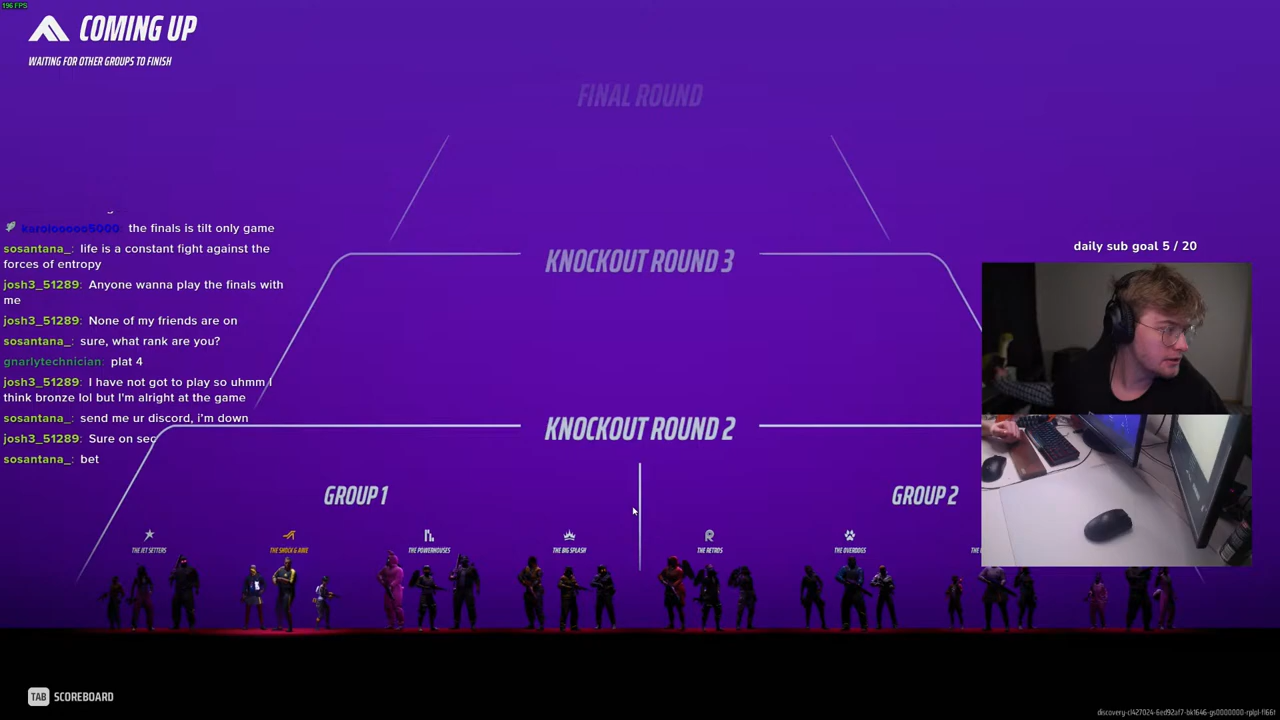 196 FPS
COMING UP
WAITING FOR OTHER GROUPS TO FINISH
FINAL ROUND
karolooooo5000: the finals is tilt only game
sosantana_: life is a constant fight against the
forces of entropy
josh3_51289: Anyone wanna play the finals with
me
josh3_51289: None of my friends are on
sosantana_: sure, what rank are you?
gnarlytechnician: plat 4
josh3_51289: I have not got to play so uhmm I
think bronze lol but I'm alright at the game
sosantana_: send me ur discord, i'm down
josh3_51289: Sure on sec
sosantana_: bet
daily sub goal 5 / 20
KNOCKOUT ROUND 3
KNOCKOUT ROUND 2
GROUP 1
GROUP 2
THE JET SETTERS
THE SHOCK & AWE
THE POWERHOUSES
THE BIG SPLASH
THE RETROS
THE OVERDOGS
TAB SCOREBOARD